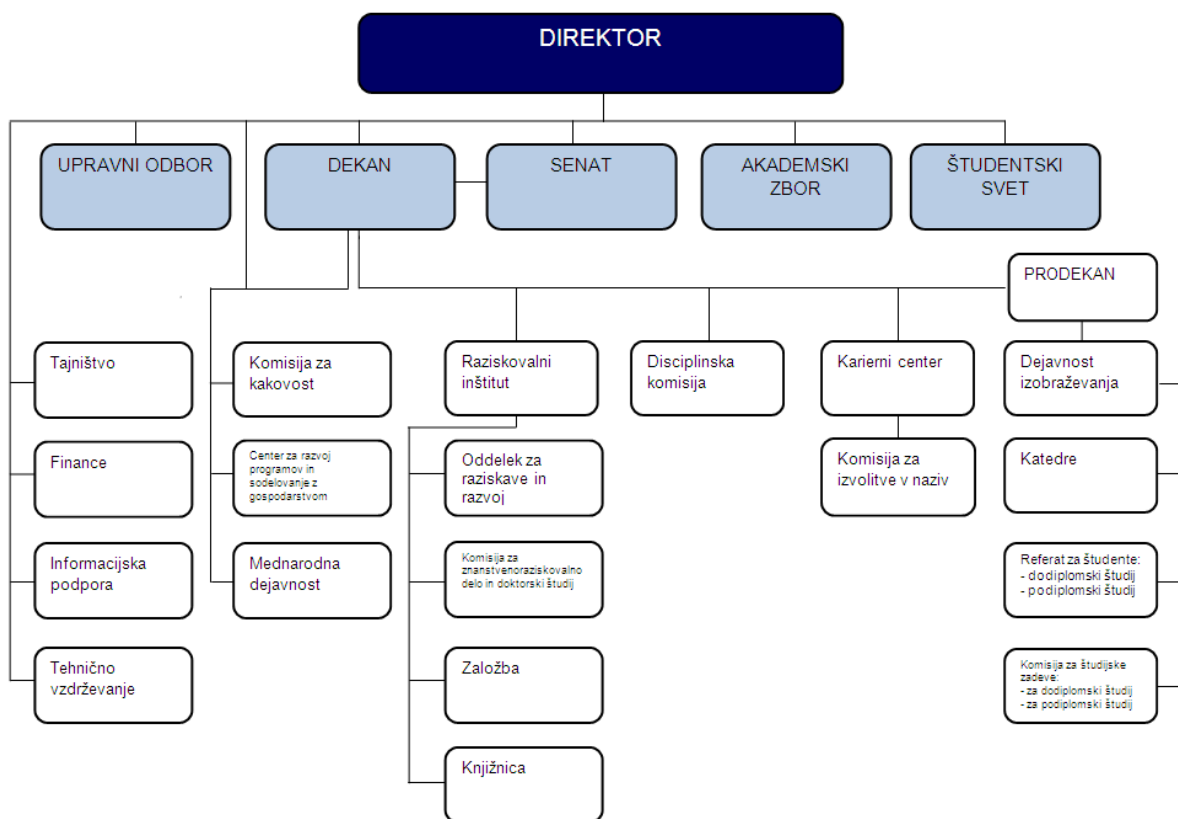 DIREKTOR
UPRAVNI ODBOR
DEKAN
SENAT
AKADEMSKI
ZBOR
ŠTUDENTSKI
SVET
PRODEKAN
Tajništvo
Komisija za
kakovost
Raziskovalni
inštitut
Disciplinska
komisija
Karierni center
Dejavnost
izobraževanja
Finance
Center za razvoj
programov in
sodelovanje z
gospodarstvom
Oddelek za
raziskave in
razvoj
Komisija za
izvolitve v naziv
Katedre
Informacijska
podpora
Mednarodna
dejavnost
Komisija za
znanstvenoraziskovalno
delo in doktorski študij
Referat za študente:
- dodiplomski študij
- podiplomski študij
Tehnično
vzdrževanje
Založba
Komisija za študijske
zadeve:
- za dodiplomski študij
- za podiplomski študij
Knjižnica